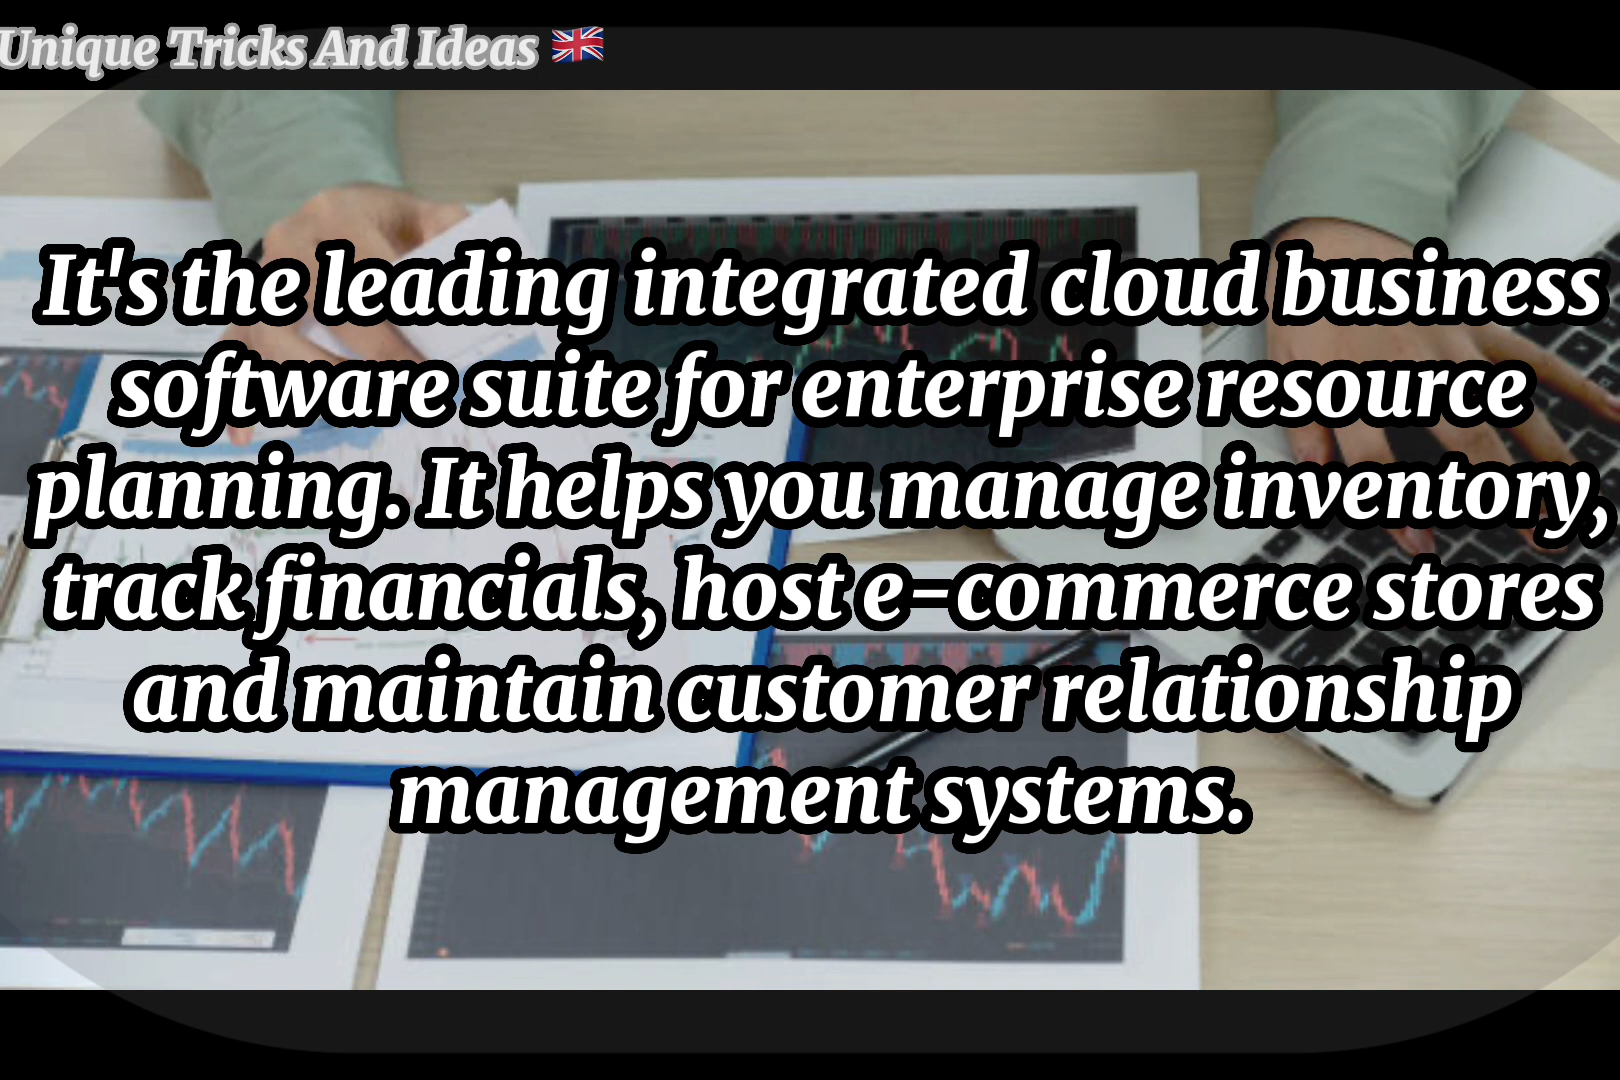 Unique Tricks And Ideas 🇬🇧
It's the leading integrated cloud business
software suite for enterprise resource
planning. It helps you manage inventory,
track financials, host e-commerce stores
and maintain customer relationship
management systems.